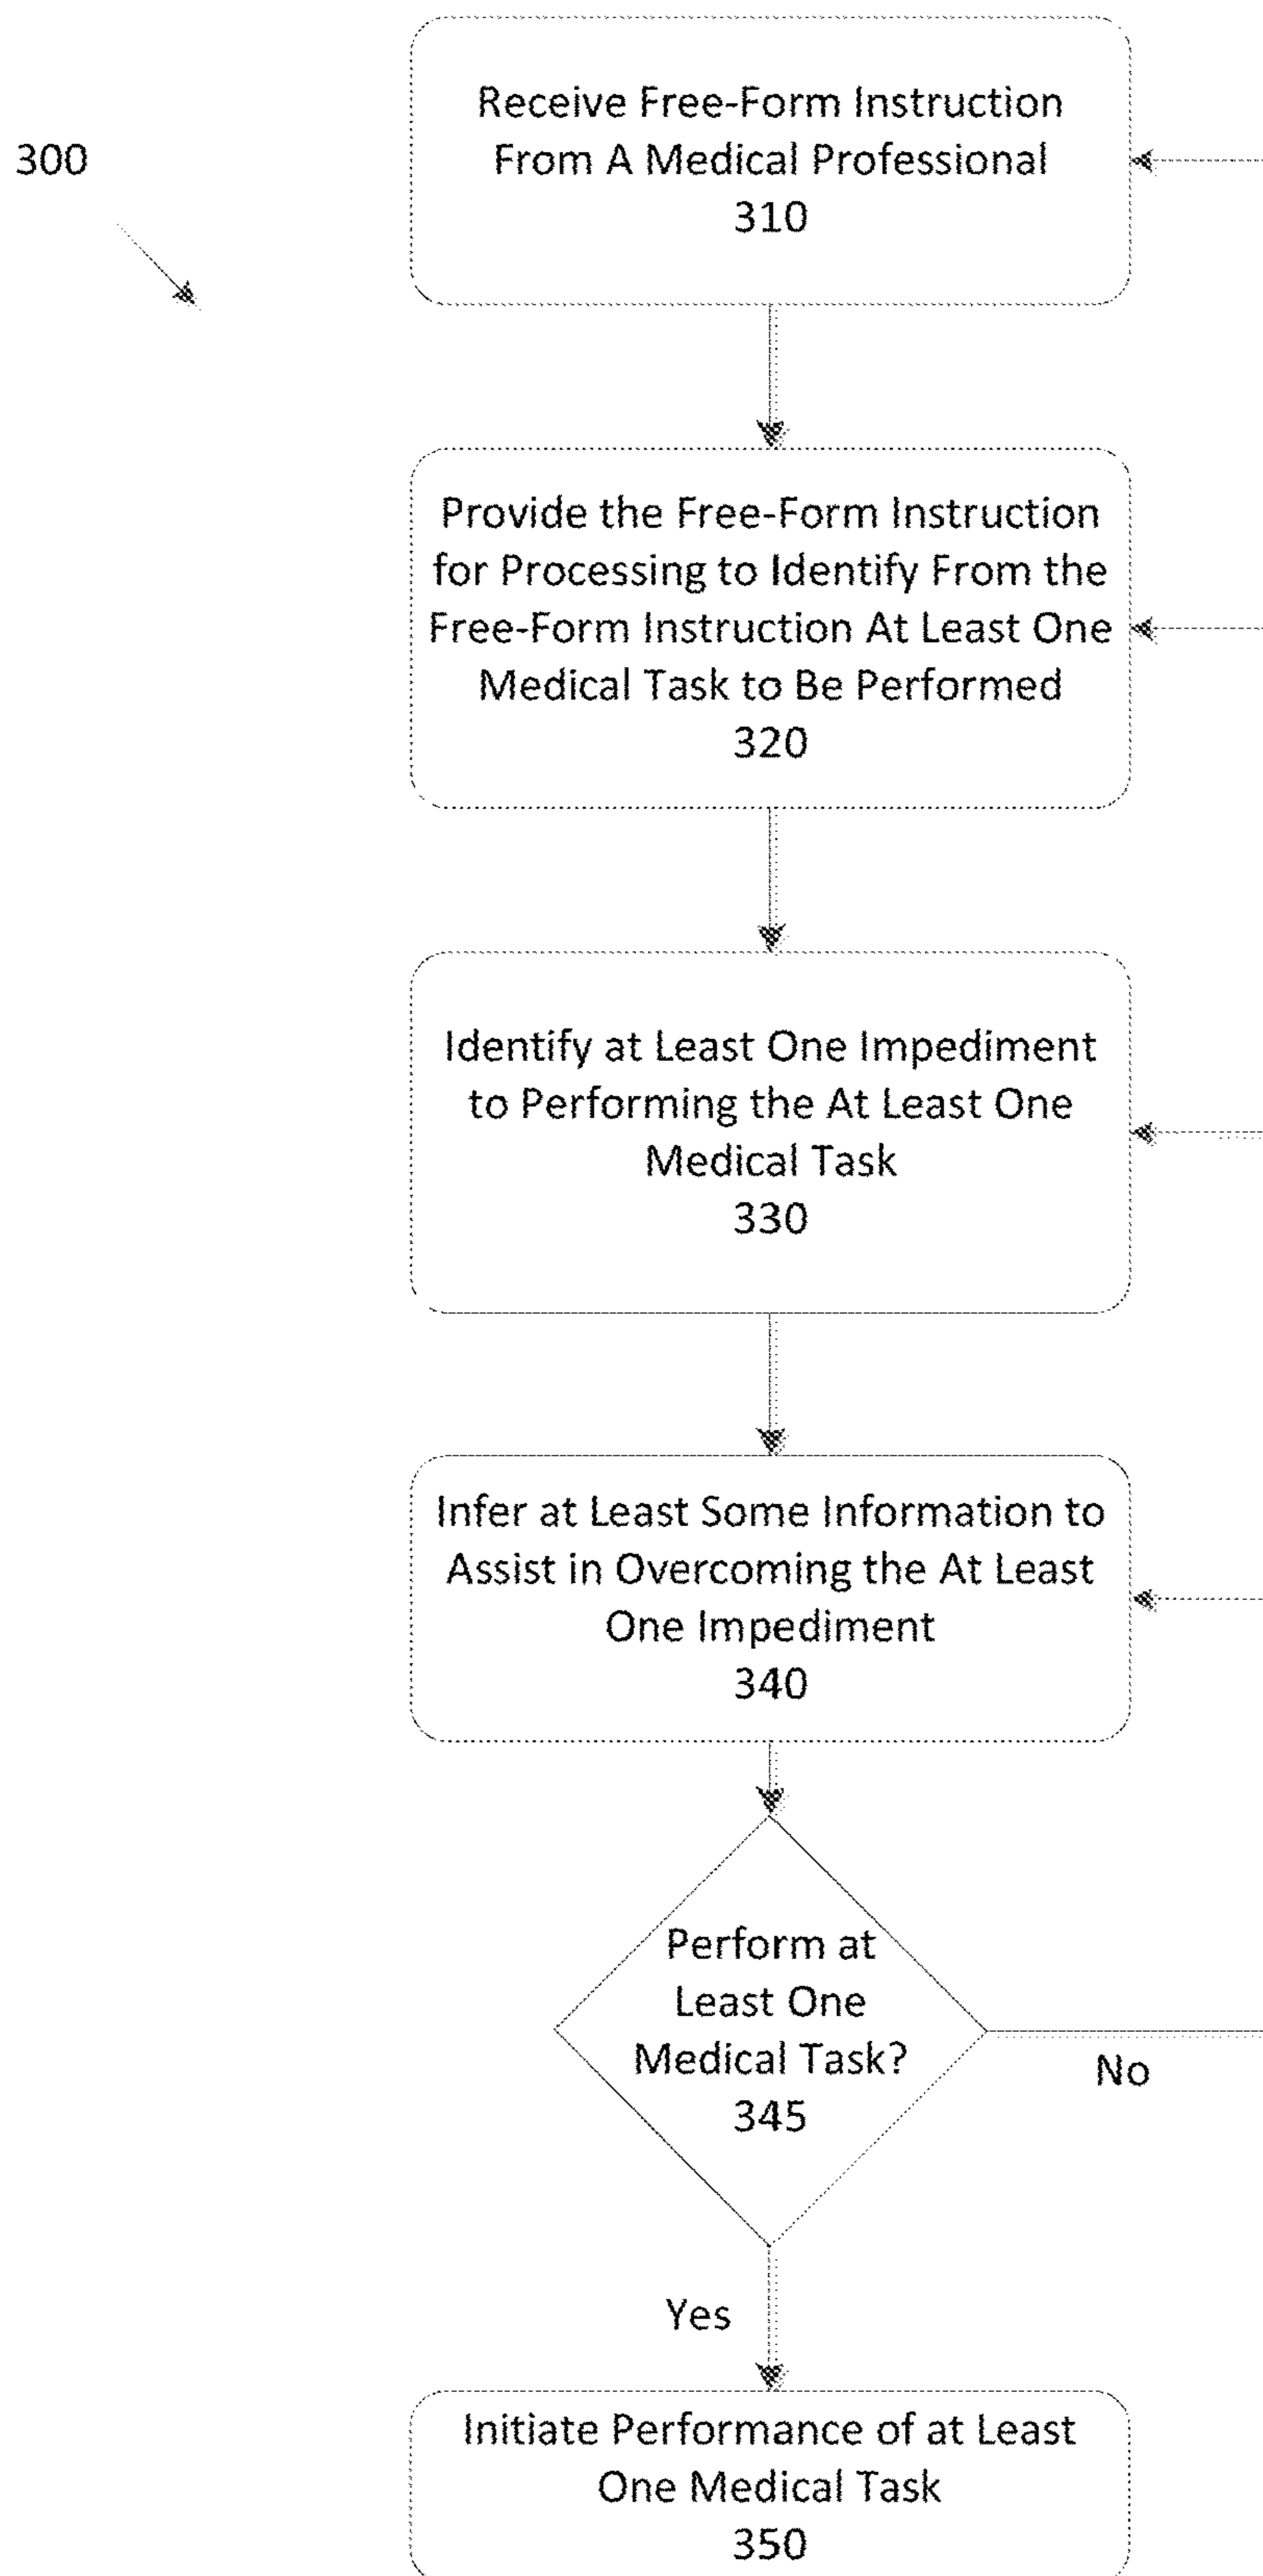 300
Receive Free-Form Instruction
From A Medical Professional
310
Provide the Free-Form Instruction
for Processing to Identify From the
Free-Form Instruction At Least One
Medical Task to Be Performed
320
Identify at Least One Impediment
to Performing the At Least One
Medical Task
330
Infer at Least Some Information to
Assist in Overcoming the At Least
One Impediment
340
Perform at
Least One
Medical Task?
345
No
Yes
Initiate Performance of at Least
One Medical Task
350